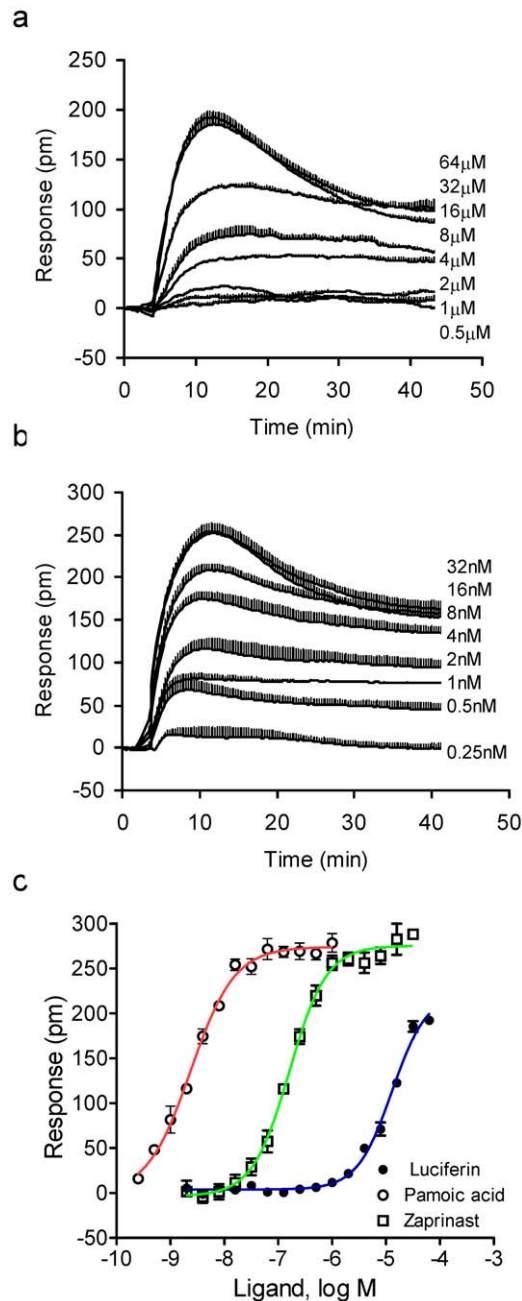 a
250
200
150
100
50
0
-50
Response (pm)
64μM
32μM
16μM
8μM
4μM
2μM
1μM
0.5μM
0 10 20 30 40 50
Time (min)
b
300
250
200
150
100
50
0
-50
Response (pm)
32nM
16nM
8nM
4nM
2nM
1nM
0.5nM
0.25nM
0 10 20 30 40 50
Time (min)
c
300
250
200
150
100
50
0
-50
Response (pm)
Luciferin
Pamoic acid
Zaprinast
-10 -9 -8 -7 -6 -5 -4 -3
Ligand, log M